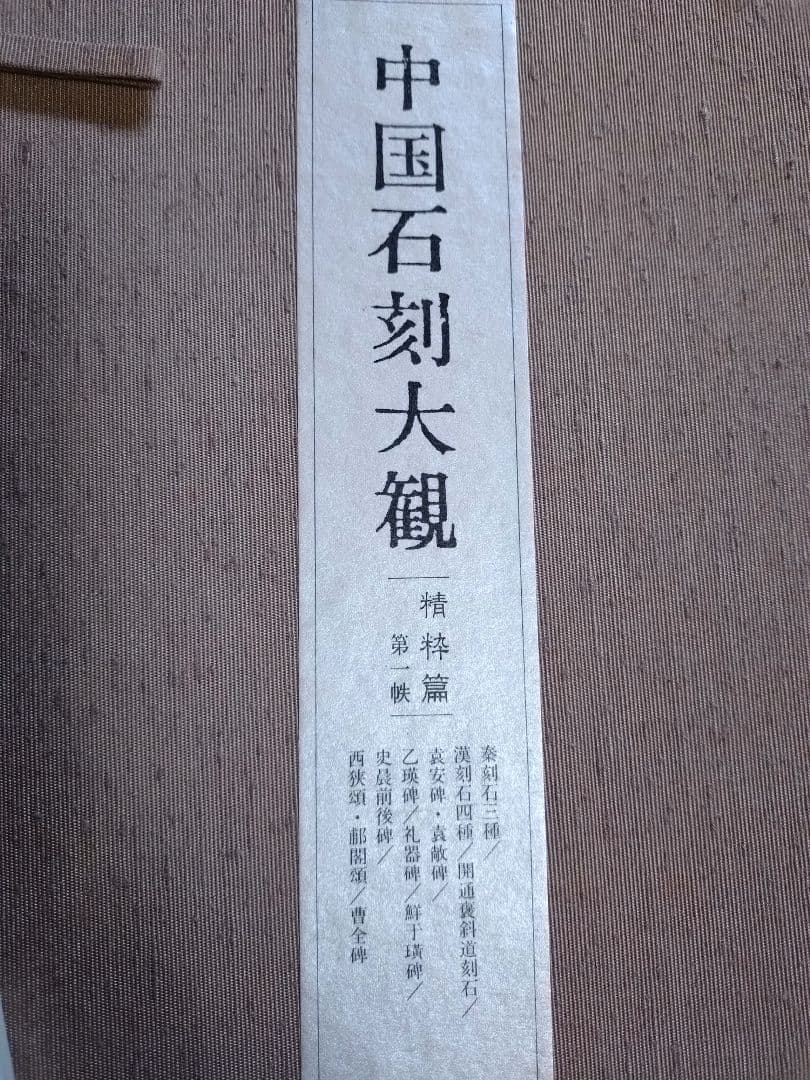 中国石刻大観
精粋篇
第一帙
秦刻石三種/
漢刻石四種/開通褒斜道刻石/
袁安碑・袁敞碑/
乙瑛碑/礼器碑/鮮于璜碑/
史晨前後碑/
西狭頌・郙閣頌/曹全碑